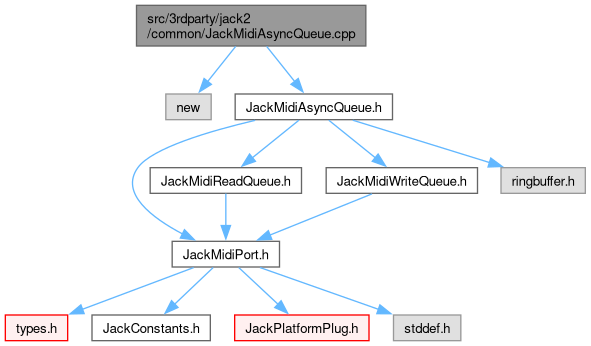 src/3rdparty/jack2
/common/JackMidiAsyncQueue.cpp
new
JackMidiAsyncQueue.h
JackMidiReadQueue.h
JackMidiWriteQueue.h
ringbuffer.h
JackMidiPort.h
types.h
JackConstants.h
JackPlatformPlug.h
stddef.h